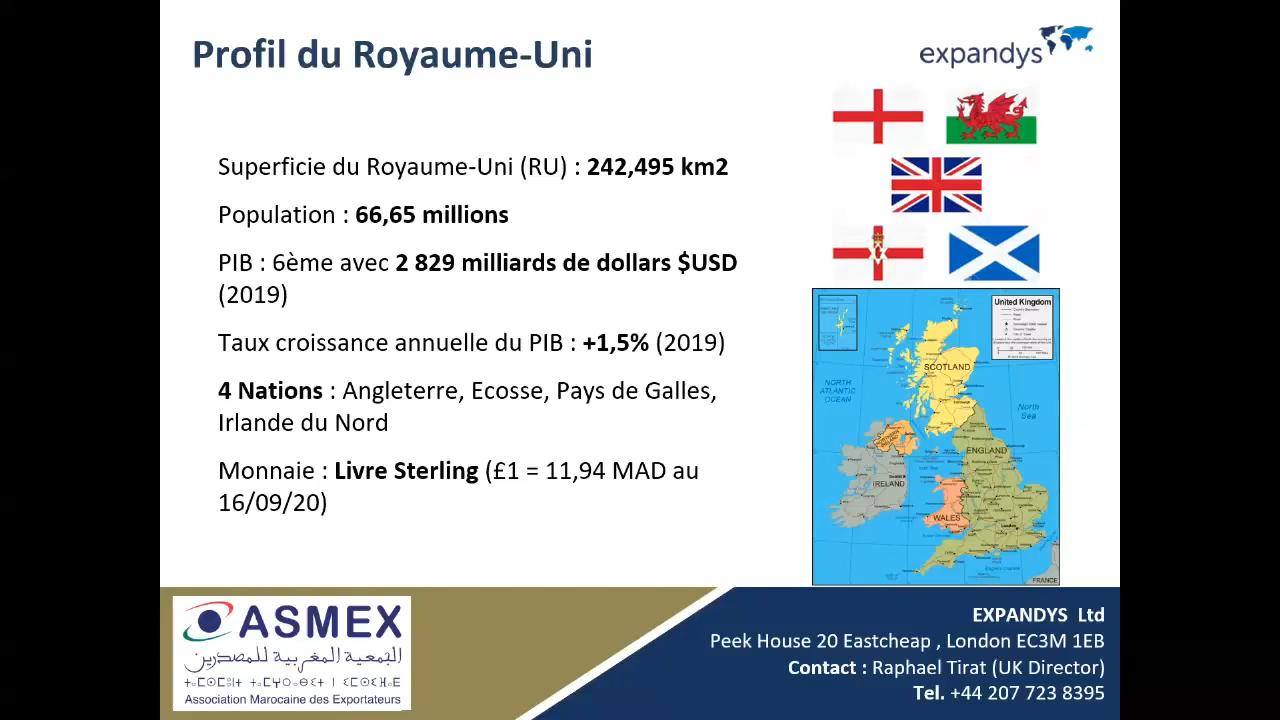 Profil du Royaume-Uni
expandys
Superficie du Royaume-Uni (RU) : 242,495 km2
Population : 66,65 millions
PIB : 6ème avec 2 829 milliards de dollars $USD
(2019)
Taux croissance annuelle du PIB : +1,5% (2019)
4 Nations : Angleterre, Ecosse, Pays de Galles,
Irlande du Nord
Monnaie : Livre Sterling (£1 = 11,94 MAD au
16/09/20)
United Kingdom
SCOTLAND
NORTH
ATLANTIC
OCEAN
North
Sea
ENGLAND
IRELAND
WALES
London
FRANCE
ASMEX
الجمعية المغربية للمصدرين
Association Marocaine des Exportateurs
EXPANDYS Ltd
Peek House 20 Eastcheap , London EC3M 1EB
Contact : Raphael Tirat (UK Director)
Tel. +44 207 723 8395